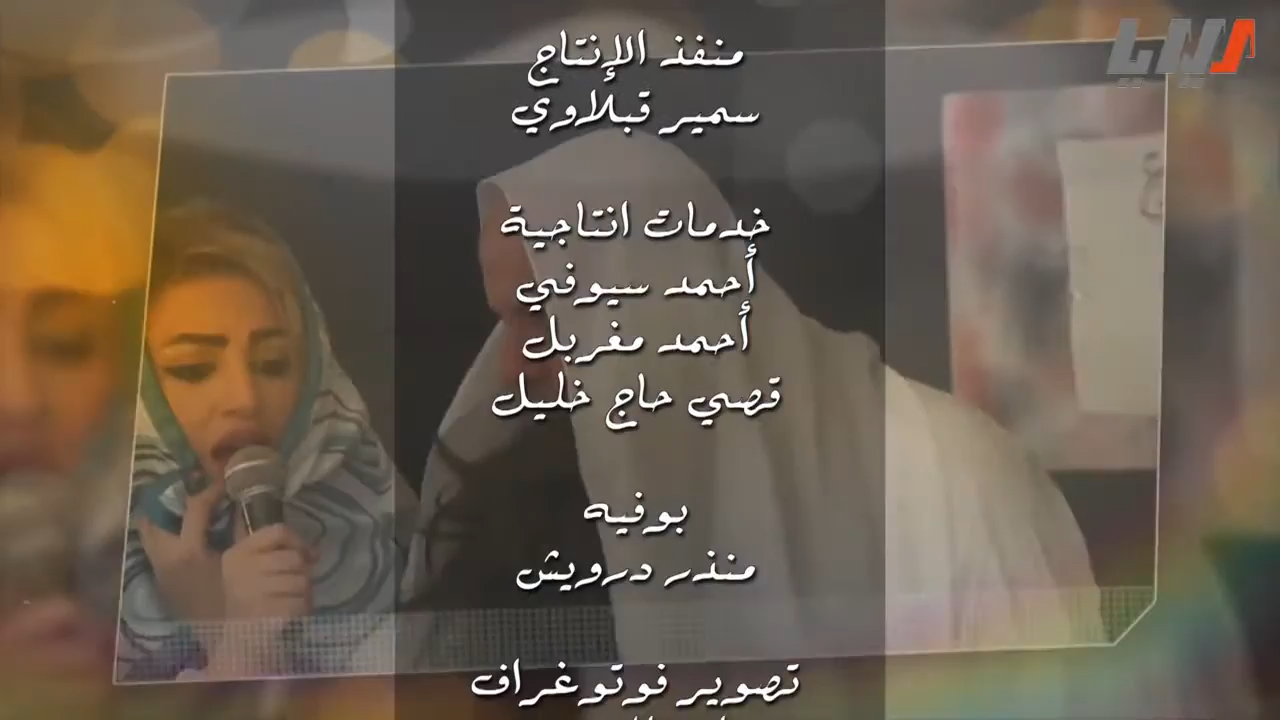 منفذ الإنتاج
سمير قبلاوي
خدمات انتاجية
أحمد سيوفي
أحمد مغربل
قصي حاج خليل
بوفيه
منذر درويش
تصوير فوتوغراف